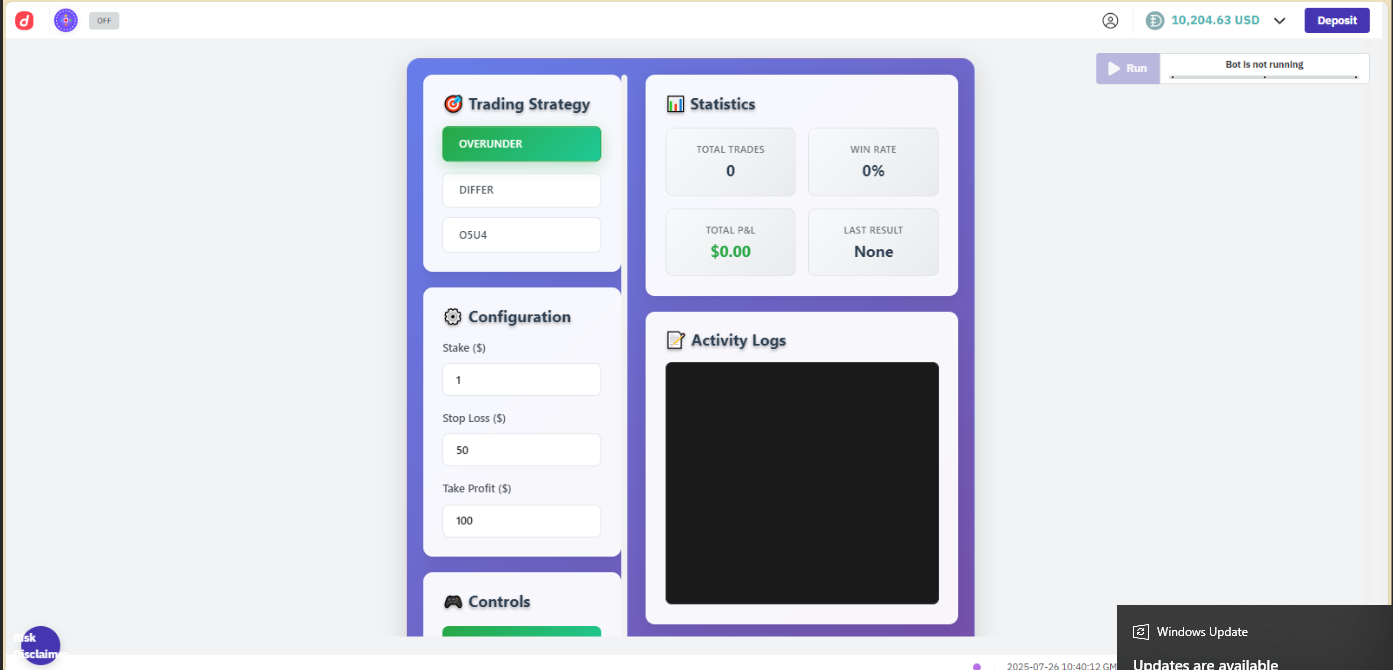 d
OFF
10,204.63 USD
Deposit
Run
Bot is not running
Trading Strategy
OVERUNDER
DIFFER
O5U4
Configuration
Stake ($)
1
Stop Loss ($)
50
Take Profit ($)
100
Controls
Statistics
TOTAL TRADES
0
WIN RATE
0%
TOTAL P&L
$0.00
LAST RESULT
None
Activity Logs
2025-07-26 10:40:12 GM
Windows Update
Updates are available